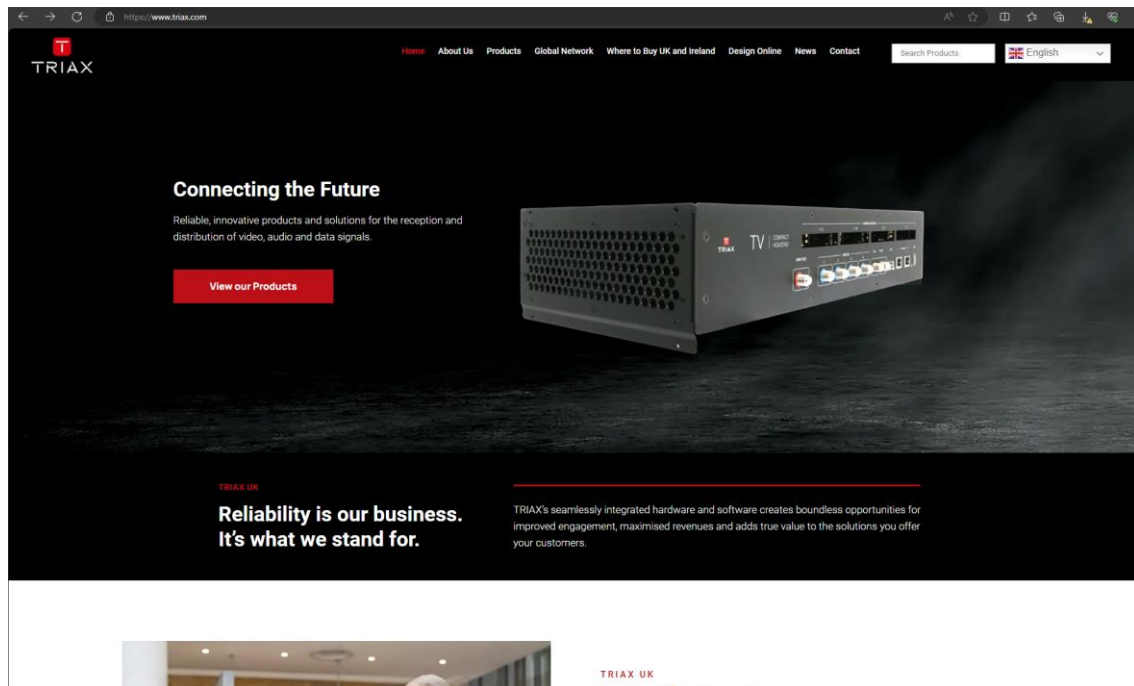 https://www.triax.com
TRIAX
Home About Us Products Global Network Where to Buy UK and Ireland Design Online News Contact
Search Products
English
Connecting the Future
Reliable, innovative products and solutions for the reception and
distribution of video, audio and data signals.
View our Products
TRIAX
TV
COMPACT
HEADEND
TRIAX UK
Reliability is our business.
It's what we stand for.
TRIAX's seamlessly integrated hardware and software creates boundless opportunities for
improved engagement, maximised revenues and adds true value to the solutions you offer
your customers.
TRIAX UK